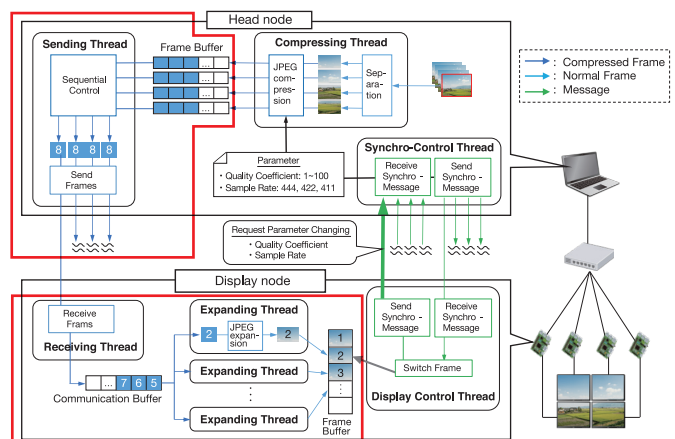 Head node
Sending Thread
Sequential
Control
8 8 8 8
Send
Frames
Frame Buffer
...
...
...
...
Compressing Thread
JPEG
com-
pres-
sion
Sep-
aration
Parameter
・Quality Coefficient: 1~100
・Sample Rate: 444, 422, 411
Synchro-Control Thread
Receive
Synchro -
Message
Send
Synchro -
Message
: Compressed Frame
: Normal Frame
: Message
Request Parameter Changing
・Quality Coefficient
・Sample Rate
Display node
Receive
Frams
Receiving Thread
... 7 6 5
Communication Buffer
Expanding Thread
2
JPEG
expan-
sion
2
Expanding Thread
Expanding Thread
1
2
3
Frame
Buffer
Send
Synchro -
Message
Receive
Synchro -
Message
Switch Frame
Display Control Thread